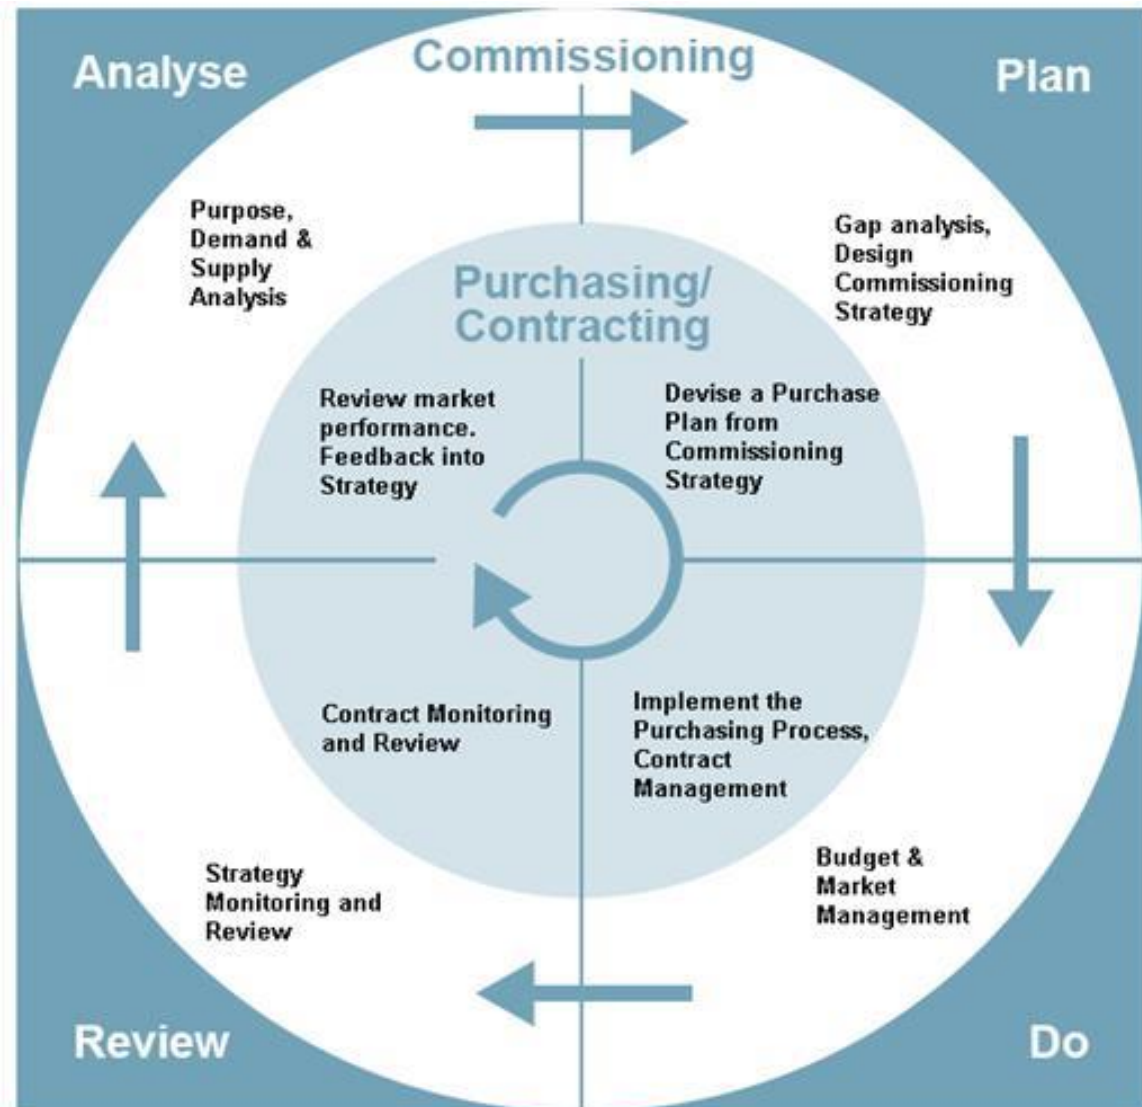 Analyse
Commissioning
Plan
Purpose,
Demand &
Supply
Analysis
Gap analysis,
Design
Commissioning
Strategy
Purchasing/
Contracting
Review market
performance.
Feedback into
Strategy
Devise a Purchase
Plan from
Commissioning
Strategy
Contract Monitoring
and Review
Implement the
Purchasing Process,
Contract
Management
Strategy
Monitoring and
Review
Budget &
Market
Management
Review
Do